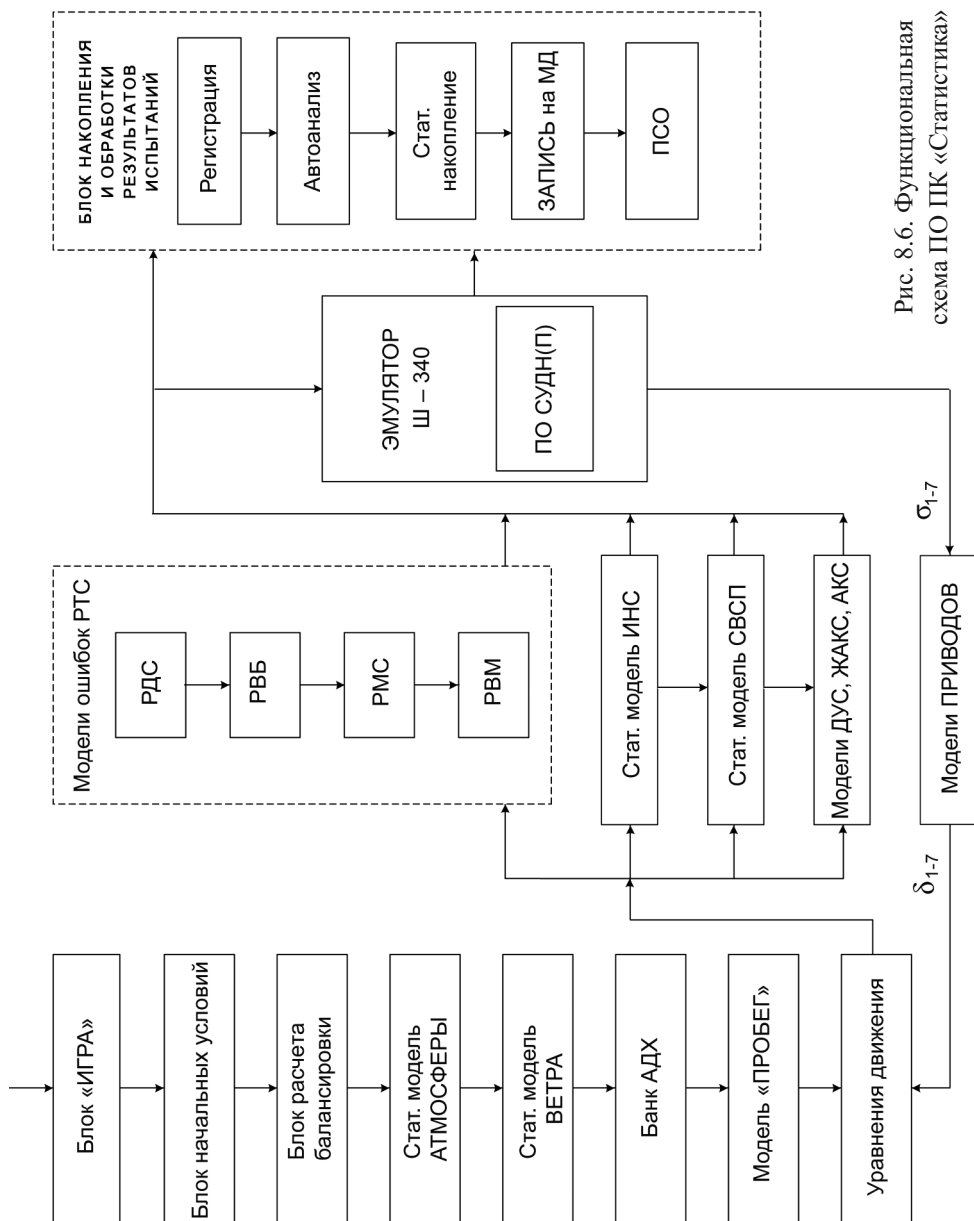 Блок «ИГРА»
Блок начальных условий
Блок расчета
балансировки
Стат. модель
АТМОСФЕРЫ
Стат. модель
ВЕТРА
Банк АДХ
Модель «ПРОБЕГ»
Уравнения движения
Модели ошибок РТС
РДС
РВБ
РМС
РВМ
Стат. модель ИНС
Стат. модель СВСП
Модели ДУС, ЖАКС, АКС
δ1-7
Модели ПРИВОДОВ
σ1-7
ЭМУЛЯТОР
Ш – 340
ПО СУДН(П)
БЛОК НАКОПЛЕНИЯ
И ОБРАБОТКИ
РЕЗУЛЬТАТОВ
ИСПЫТАНИЙ
Регистрация
Автоанализ
Стат.
накопление
ЗАПИСЬ на МД
ПСО
Рис. 8.6. Функциональная
схема ПО ПК «Статистика»